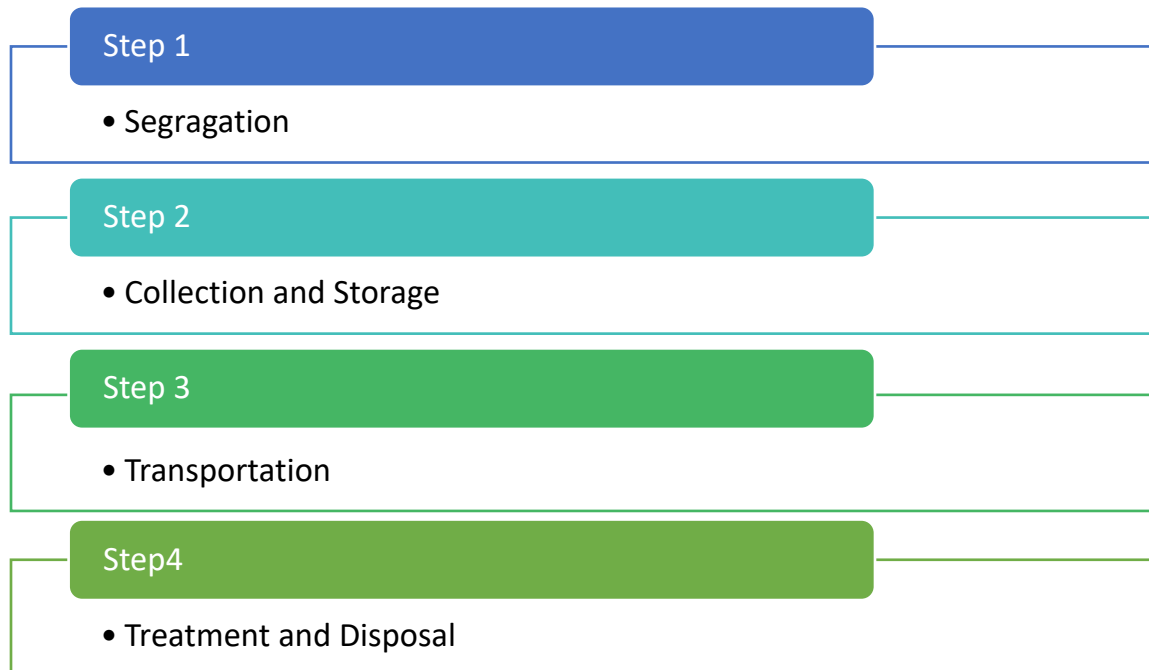 Step 1
• Segragation
Step 2
• Collection and Storage
Step 3
• Transportation
Step4
• Treatment and Disposal